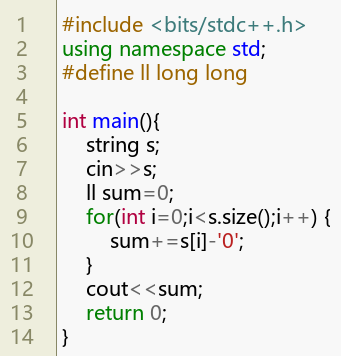 1 #include <bits/stdc++.h>
2 using namespace std;
3 #define ll long long
4
5 int main(){
6     string s;
7     cin>>s;
8     ll sum=0;
9     for(int i=0;i<s.size();i++) {
10         sum+=s[i]-'0';
11     }
12     cout<<sum;
13     return 0;
14 }